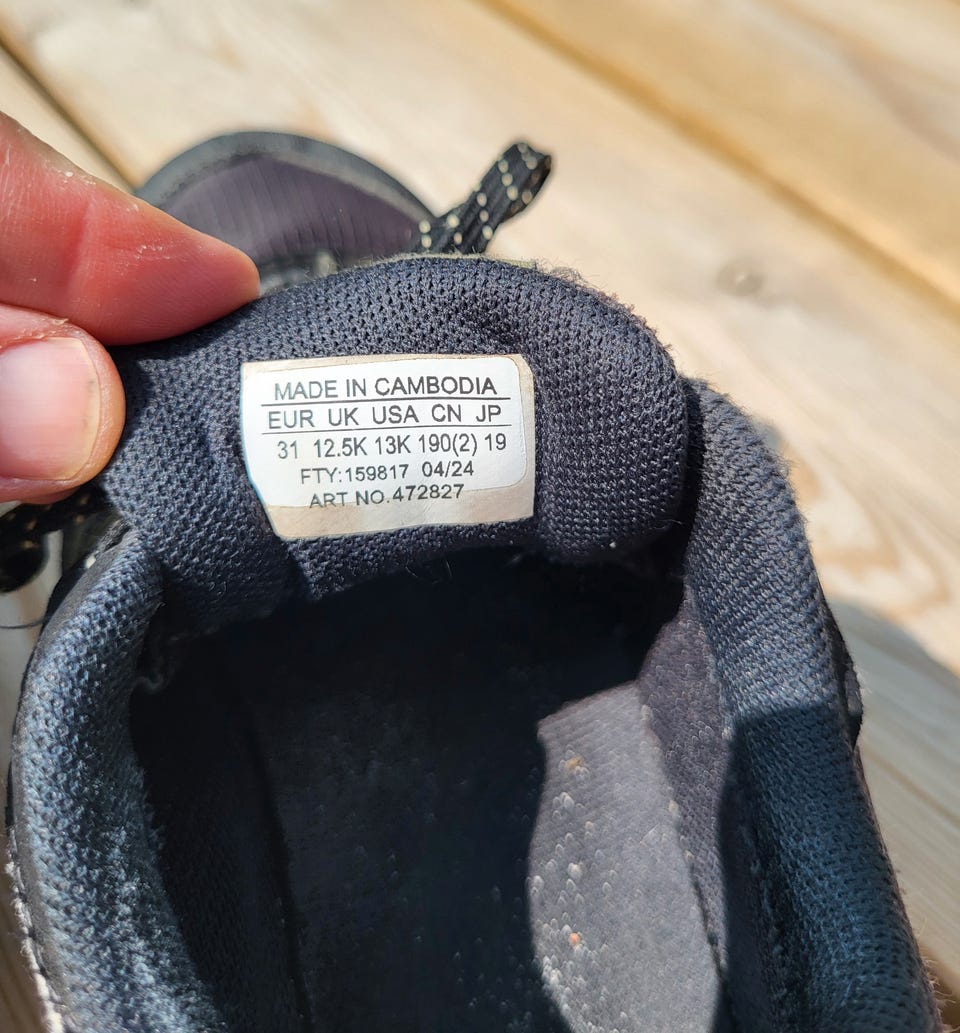 MADE IN CAMBODIA
EUR UK USA CN JP
31 12.5K 13K 190(2) 19
FTY:159817 04/24
ART NO.472827